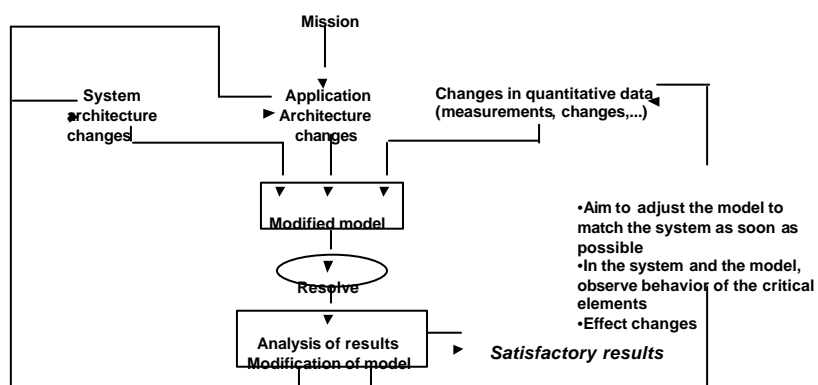 Mission
System
architecture
changes
Application
Architecture
changes
Changes in quantitative data
(measurements, changes,...)
Modified model
•Aim to adjust the model to
match the system as soon as
possible
•In the system and the model,
observe behavior of the critical
elements
•Effect changes
Resolve
Analysis of results
Modification of model
Satisfactory results